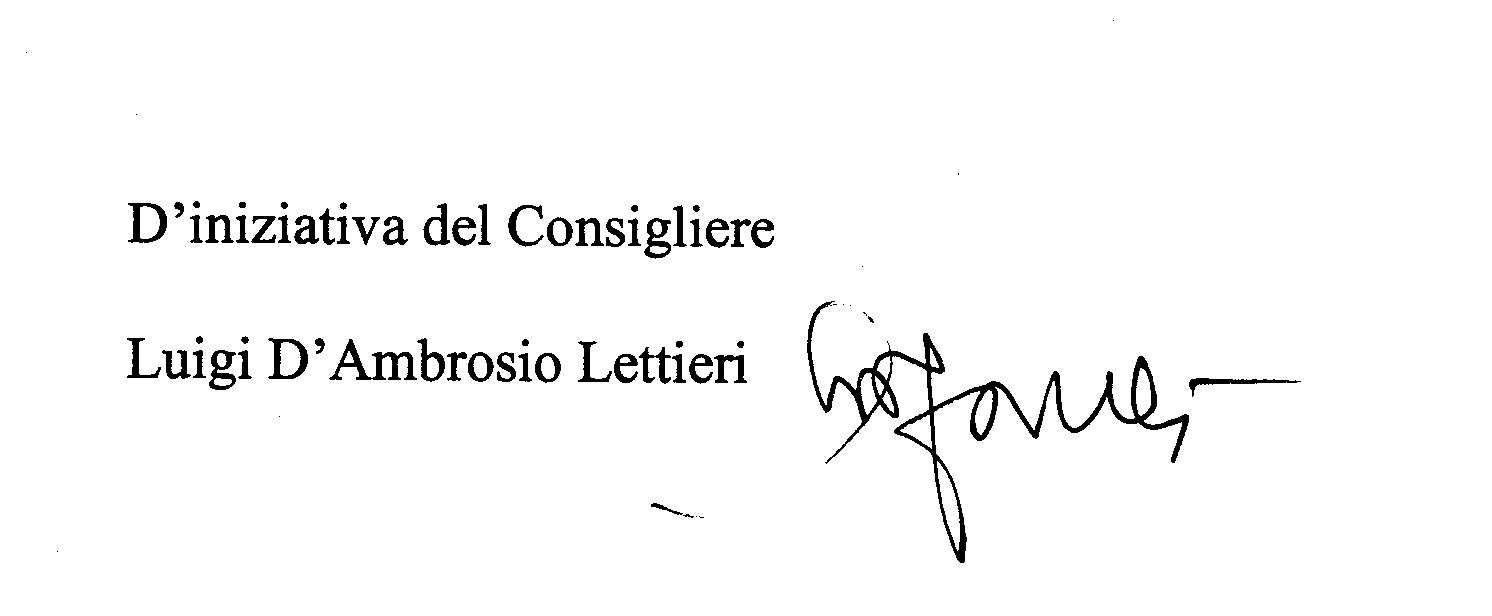 D'iniziativa del Consigliere
Luigi D'Ambrosio Lettieri